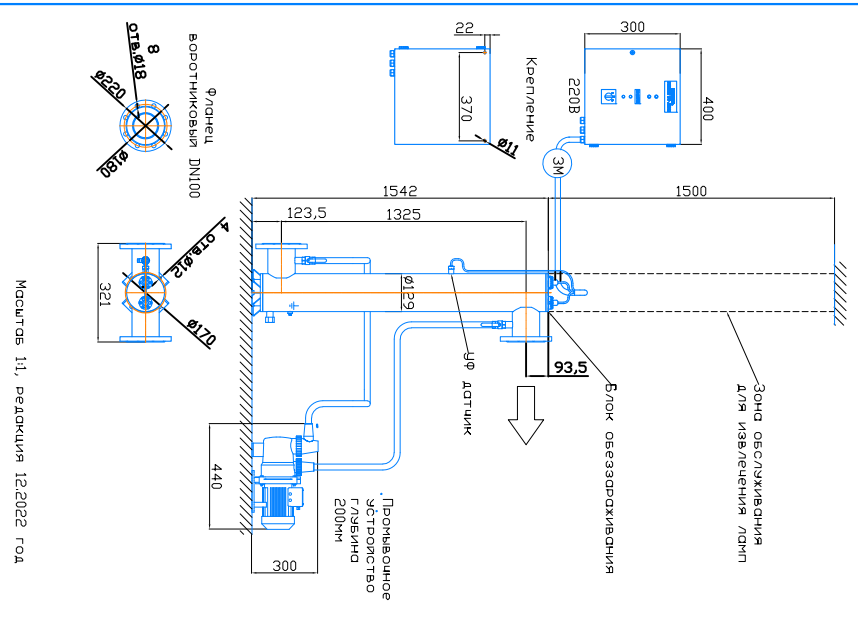 300
400
220В
3М
22
370
Ø11
Крепление
8
отв.Ø18
Ø220
Ø180
Фланец
воротниковый DN100
1542
1500
123,5
1325
Ø129
93,5
321
4 отв.Ø12
Ø170
УФ датчик
Блок обеззараживания
Зона обслуживания
для извлечения ламп
440
300
Промывочное
устройство
глубина
200мм
Масштаб 1:1, редакция 12.2022 год